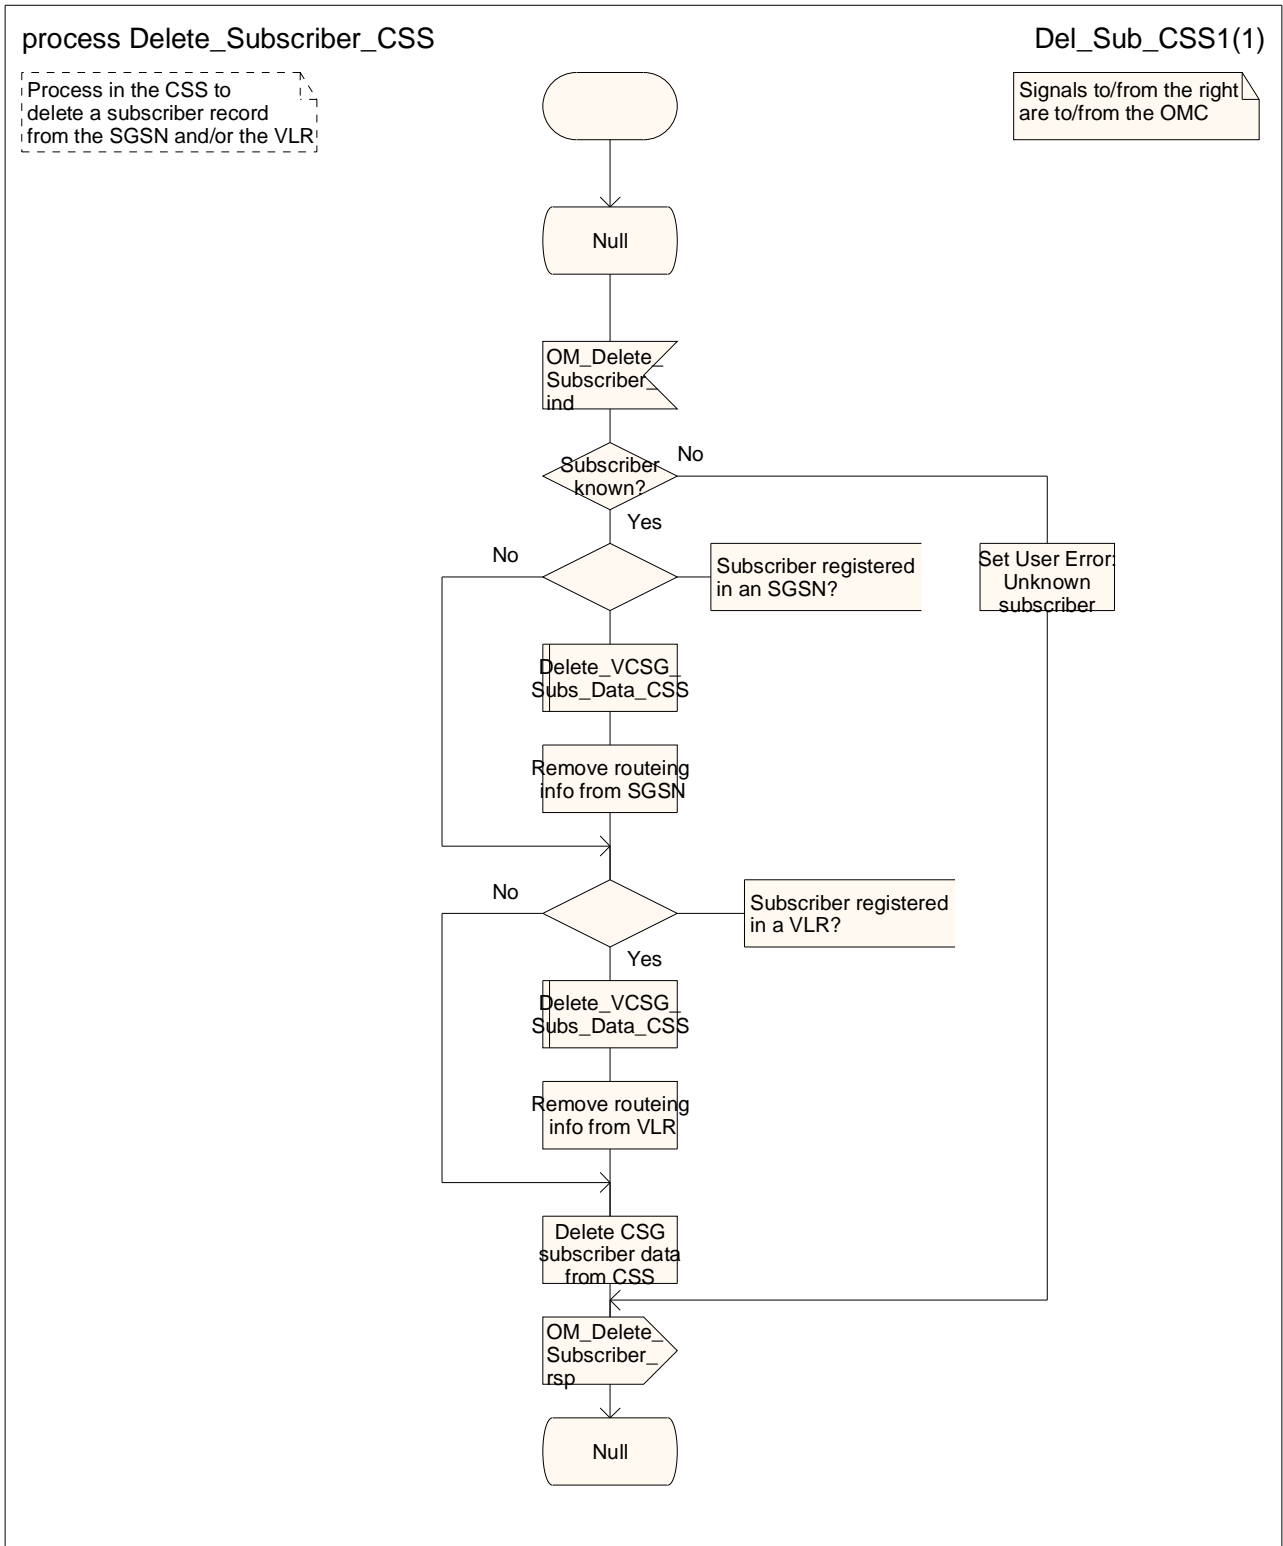 process Delete_Subscriber_CSS
Del_Sub_CSS1(1)
Process in the CSS to
delete a subscriber record
from the SGSN and/or the VLR
Signals to/from the right
are to/from the OMC
Null
OM_Delete_
Subscriber_
ind
Subscriber
known?
No
Yes
No
Subscriber registered
in an SGSN?
Set User Error:
Unknown
subscriber
Delete_VCSG_
Subs_Data_CSS
Remove routeing
info from SGSN
No
Subscriber registered
in a VLR?
Yes
Delete_VCSG_
Subs_Data_CSS
Remove routeing
info from VLR
Delete CSG
subscriber data
from CSS
OM_Delete_
Subscriber_
rsp
Null